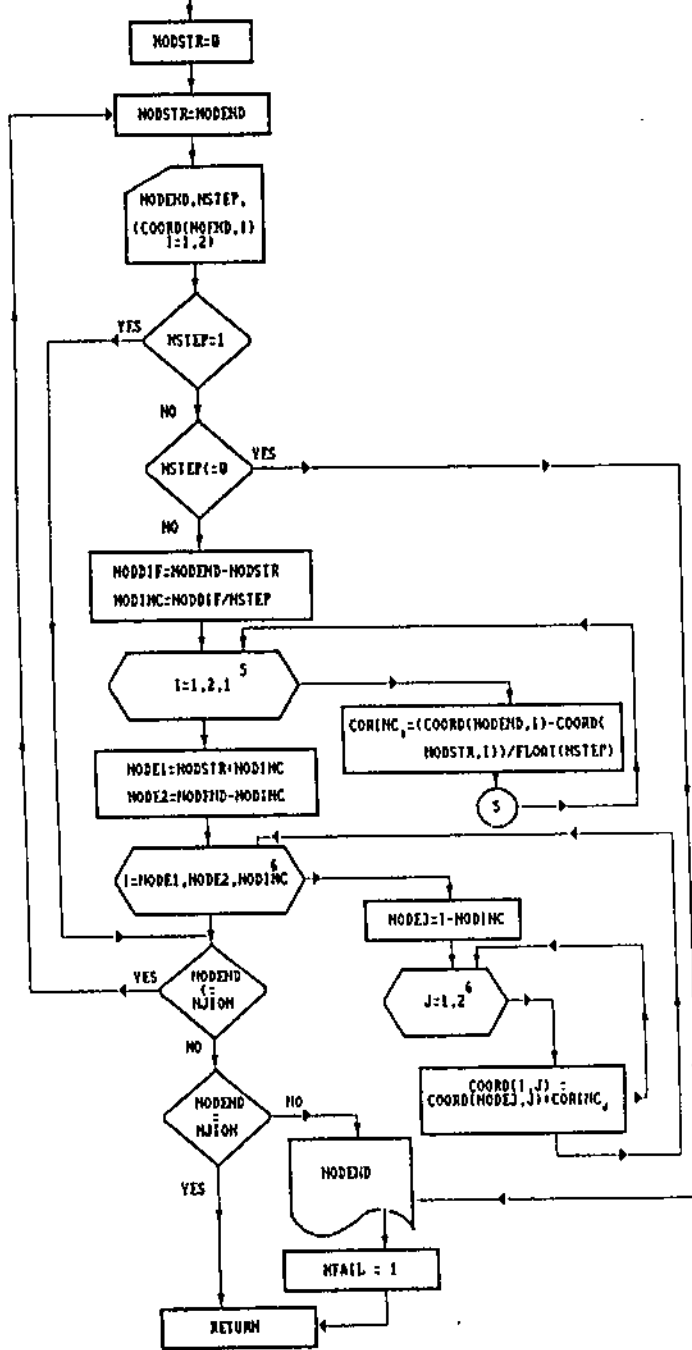 NODSTR=0
NODSTR=NODEND
NODEND,NSTEP,
(COORD(NOEND,I)
I=1,2)
YES
NSTEP=1
NO
NSTEP(=0
YES
NO
NODDIF=NODEND-NODSTR
NODINC=NODDIF/NSTEP
5
I=1,2,1
CORINC =(COORD(NODEND,I)-COORD(
NODSTR,I))/FLOAT(NSTEP)
NODE1=NODSTR+NODINC
NODE2=NODEND-NODINC
5
6
I=NODE1,NODE2,NODINC
NODEJ=I-NODINC
YES
NODEND
(=
NJION
J=1,2 6
NO
COORD(I,J) =
COORD(NODEJ,J)+CORINC J
NODEND
=
NJION
NO
NODEND
YES
NFAIL = 1
RETURN